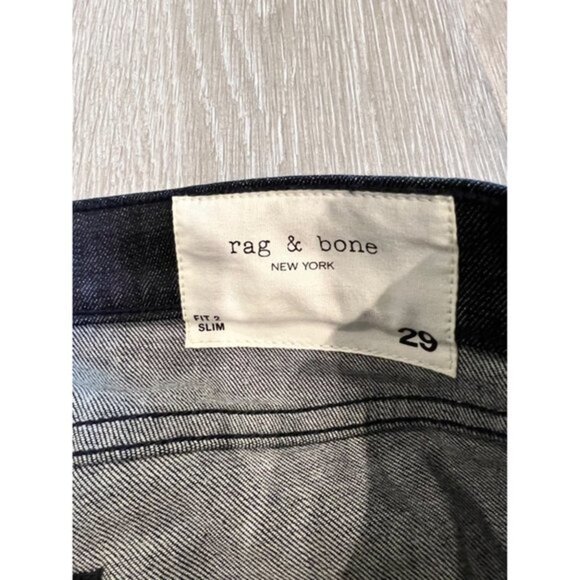 rag & bone
NEW YORK
FIT 2
SLIM
29